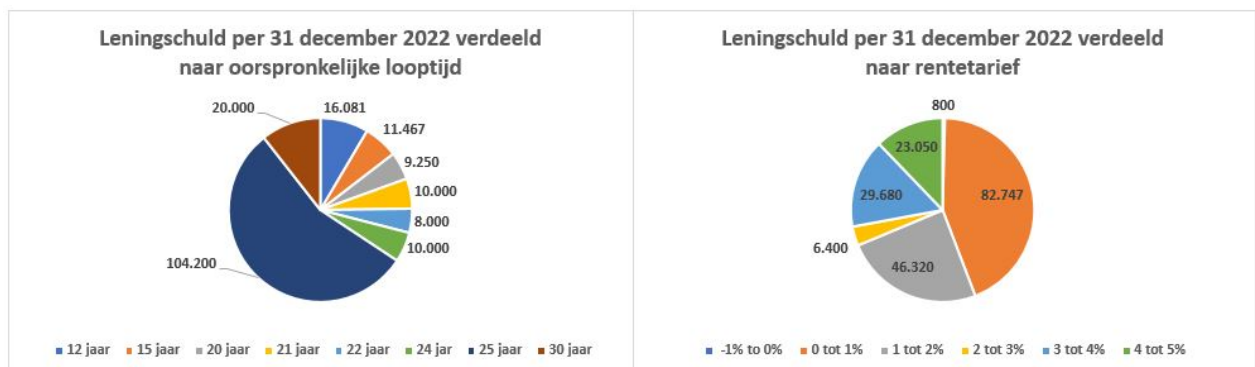 Leningschuld per 31 december 2022 verdeeld
naar oorspronkelijke looptijd
20.000
16.081
11.467
9.250
10.000
8.000
10.000
104.200
12 jaar 15 jaar 20 jaar 21 jaar 22 jaar 24 jar 25 jaar 30 jaar
Leningschuld per 31 december 2022 verdeeld
naar rentetarief
800
23.050
29.680
82.747
6.400
46.320
-1% to 0% 0 tot 1% 1 tot 2% 2 tot 3% 3 tot 4% 4 tot 5%